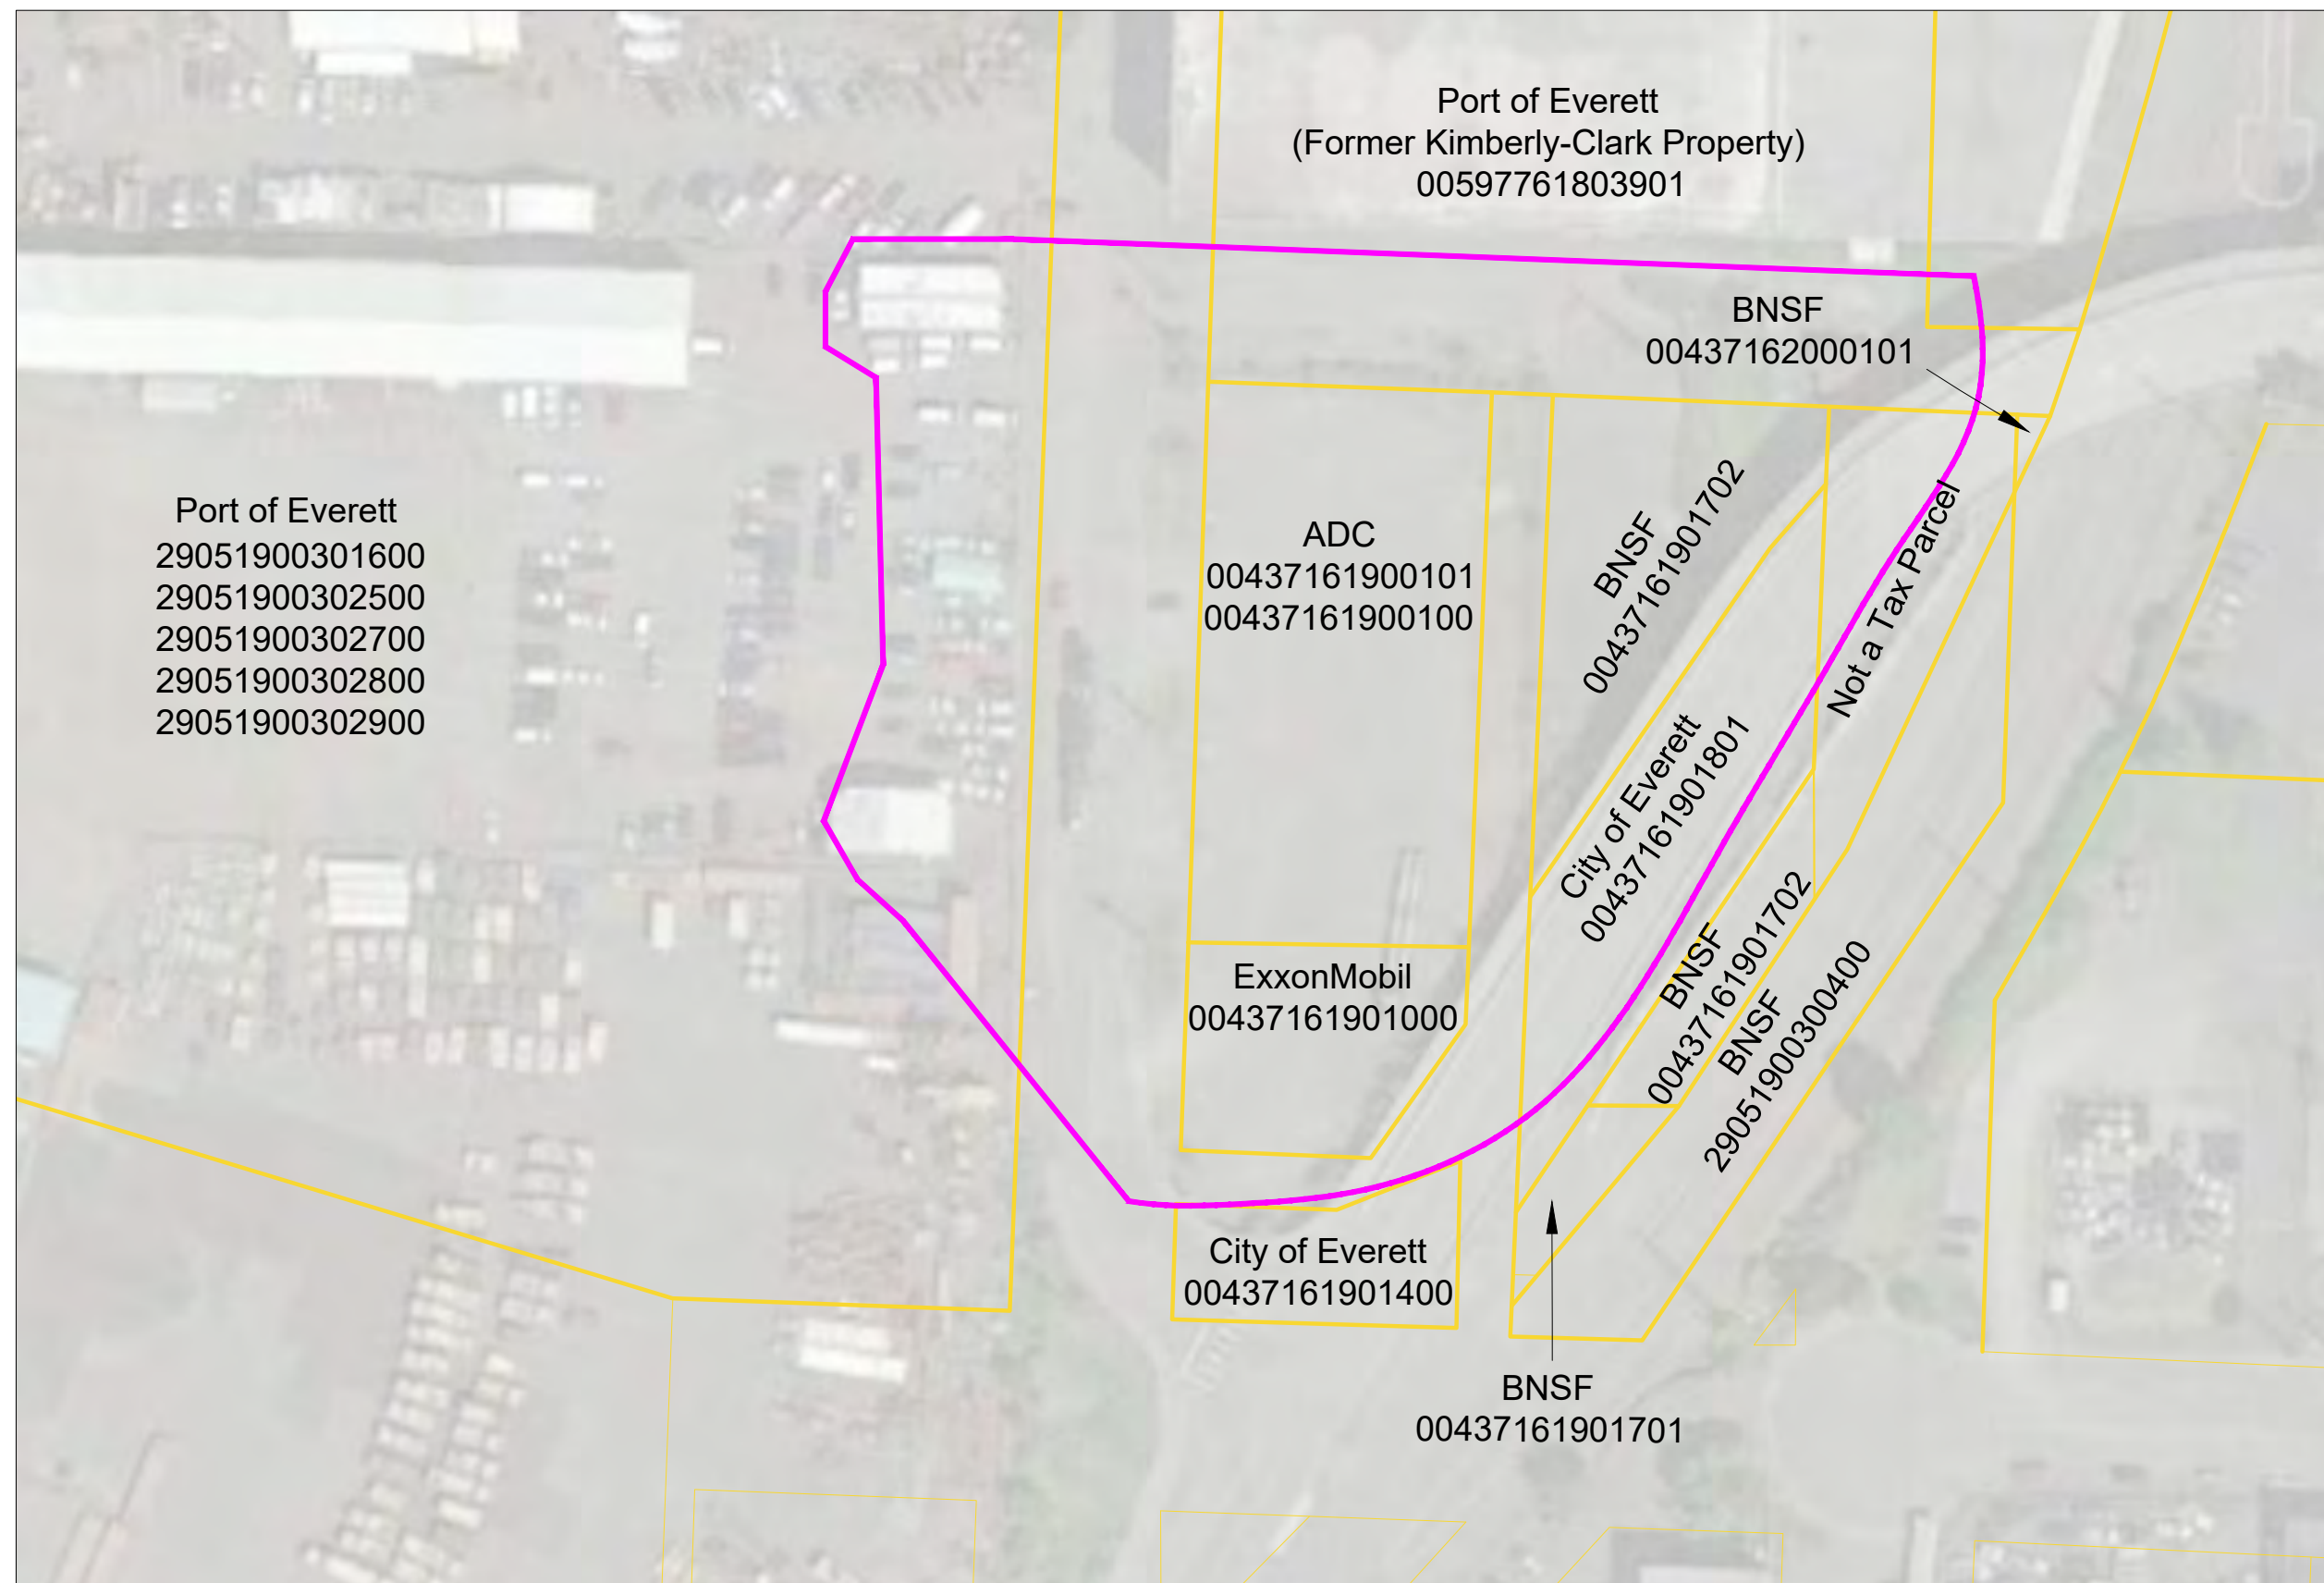 Port of Everett
(Former Kimberly-Clark Property)
00597761803901
BNSF
00437162000101
Port of Everett
29051900301600
29051900302500
29051900302700
29051900302800
29051900302900
ADC
00437161900101
00437161900100
BNSF
00437161901702
Not a Tax Parcel
City of Everett
00437161901801
ExxonMobil
00437161901000
BNSF
00437161901702
BNSF
29051900300400
City of Everett
00437161901400
BNSF
00437161901701